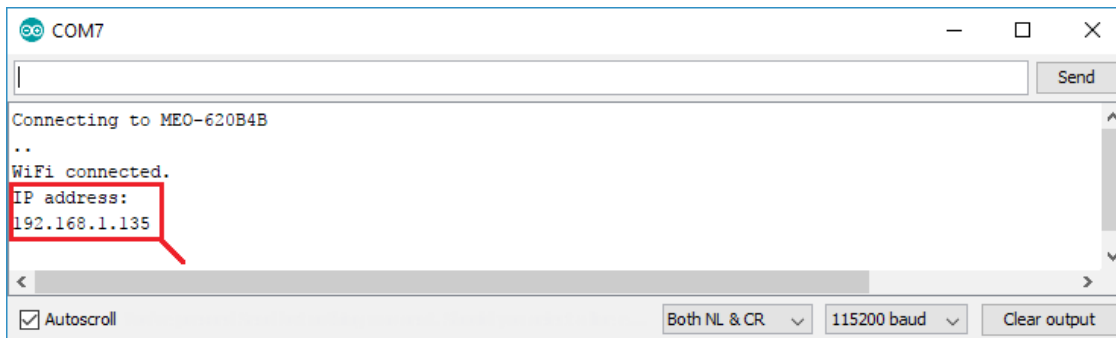 COM7
Send
Connecting to MEO-620B4B
..
WiFi connected.
IP address:
192.168.1.135
Autoscroll
Both NL & CR
115200 baud
Clear output